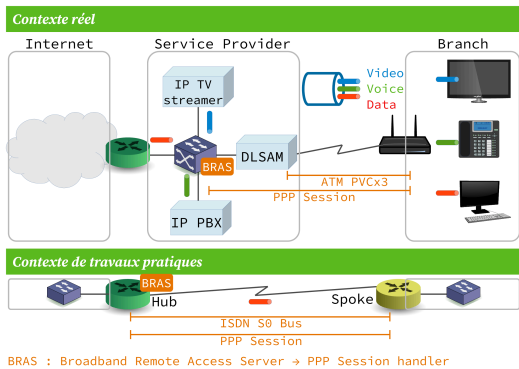 Contexte réel
Internet
Service Provider
Branch
IP TV
streamer
Video
Voice
Data
BRAS
DLSAM
ATM PVCx3
PPP Session
IP PBX
Contexte de travaux pratiques
BRAS
Hub
Spoke
ISDN S0 Bus
PPP Session
BRAS : Broadband Remote Access Server → PPP Session handler